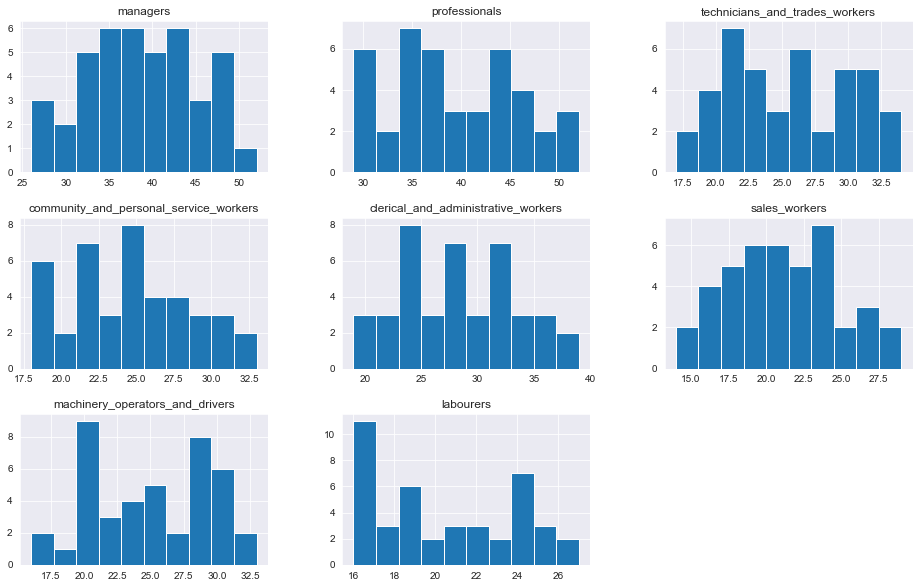 managers
professionals
technicians_and_trades_workers
6
5
4
3
2
1
0
25 30 35 40 45 50
6
4
2
0
30 35 40 45 50
6
4
2
0
17.5 20.0 22.5 25.0 27.5 30.0 32.5
community_and_personal_service_workers
clerical_and_administrative_workers
sales_workers
8
6
4
2
0
17.5 20.0 22.5 25.0 27.5 30.0 32.5
8
6
4
2
0
20 25 30 35 40
6
4
2
0
15.0 17.5 20.0 22.5 25.0 27.5
machinery_operators_and_drivers
labourers
8
6
4
2
0
17.5 20.0 22.5 25.0 27.5 30.0 32.5
10
8
6
4
2
0
16 18 20 22 24 26